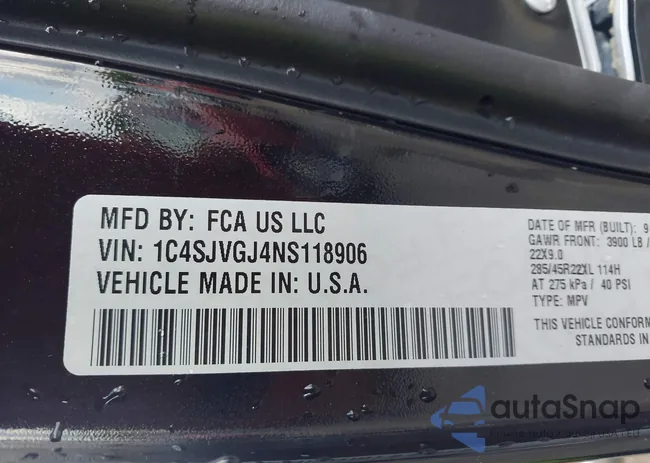 MFD BY: FCA US LLC
VIN: 1C4SJVGJ4NS118906
VEHICLE MADE IN: U.S.A.
DATE OF MFR (BUILT): 9
GAWR FRONT: 3900 LB /
22X9.0
285/45R22XL 114H
AT 275 kPa / 40 PSI
TYPE: MPV
THIS VEHICLE CONFORM
STANDARDS IN
autaSnap